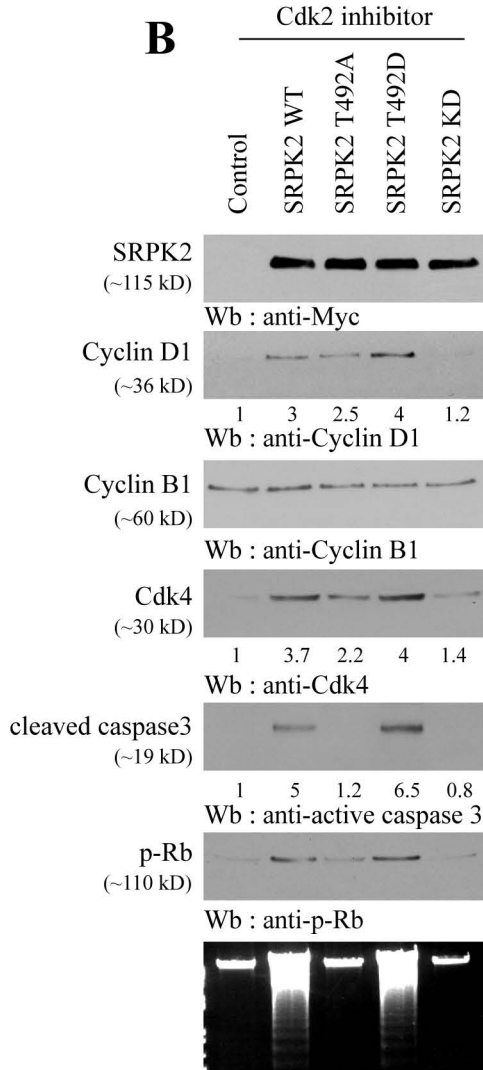 B
Cdk2 inhibitor
Control
SRPK2 WT
SRPK2 T492A
SRPK2 T492D
SRPK2 KD
SRPK2
(~115 kD)
Wb : anti-Myc
Cyclin D1
(~36 kD)
1 3 2.5 4 1.2
Wb : anti-Cyclin D1
Cyclin B1
(~60 kD)
Wb : anti-Cyclin B1
Cdk4
(~30 kD)
1 3.7 2.2 4 1.4
Wb : anti-Cdk4
cleaved caspase3
(~19 kD)
1 5 1.2 6.5 0.8
Wb : anti-active caspase 3
p-Rb
(~110 kD)
Wb : anti-p-Rb